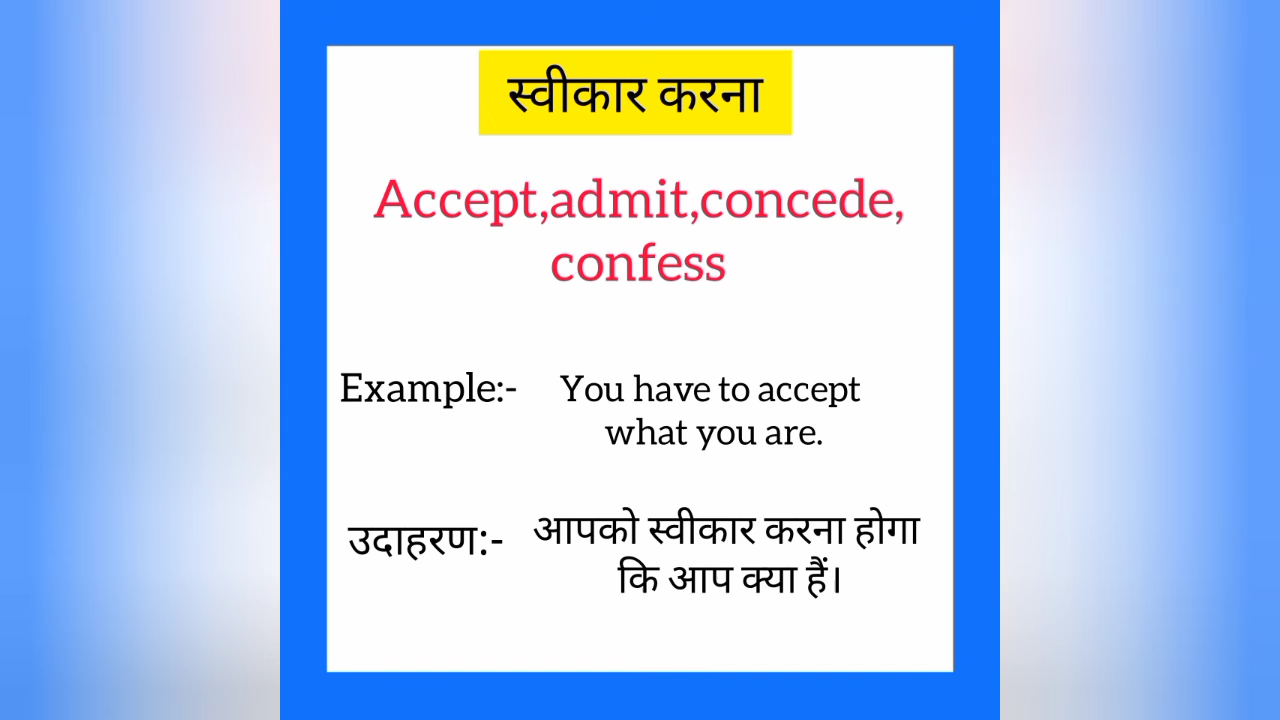 स्वीकार करना
Accept,admit,concede,
confess
Example:- You have to accept
what you are.
उदाहरण:- आपको स्वीकार करना होगा
कि आप क्या हैं।